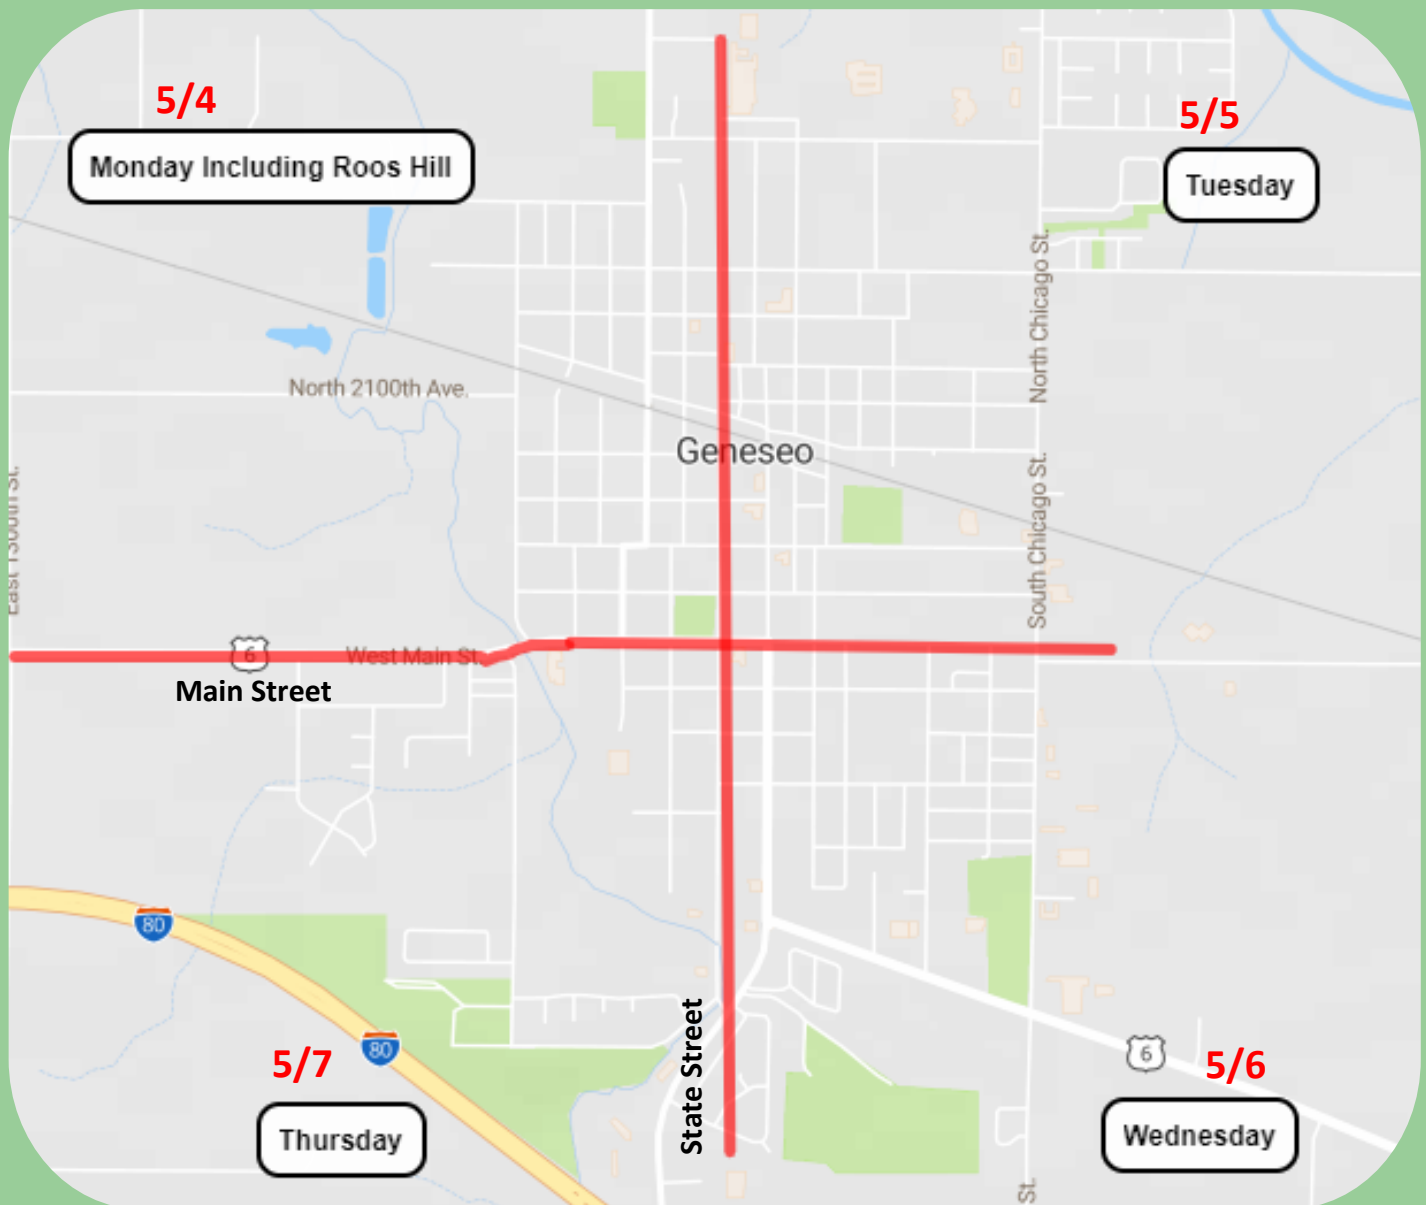 5/4
Monday Including Roos Hill
5/5
Tuesday
North Chicago St.
North 2100th Ave.
Geneseo
South Chicago St.
6
West Main St.
Main Street
80
80
State Street
6
5/7
Thursday
5/6
Wednesday
St.